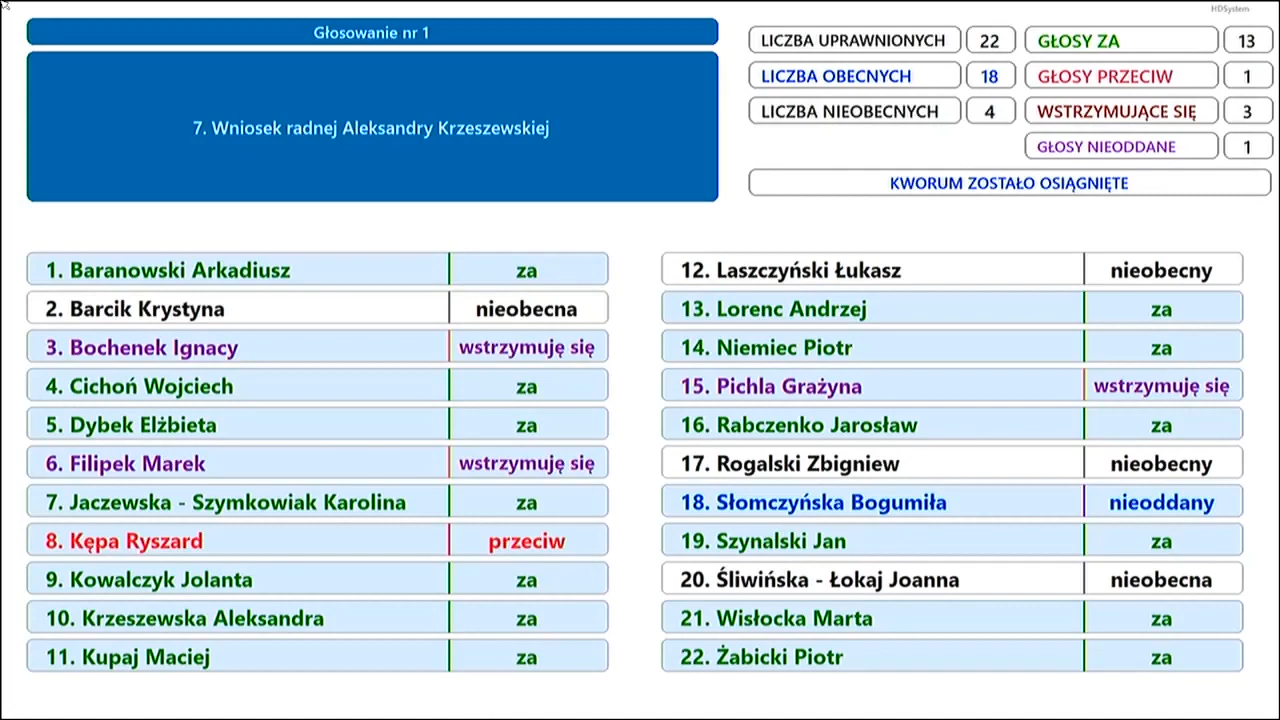 HDSystem
Głosowanie nr 1
7. Wniosek radnej Aleksandry Krzeszewskiej
LICZBA UPRAWNIONYCH 22 GŁOSY ZA 13
LICZBA OBECNYCH 18 GŁOSY PRZECIW 1
LICZBA NIEOBECNYCH 4 WSTRZYMUJĄCE SIĘ 3
GŁOSY NIEODDANE 1
KWORUM ZOSTAŁO OSIĄGNIĘTE
1. Baranowski Arkadiusz za
2. Barcik Krystyna nieobecna
3. Bochenek Ignacy wstrzymuję się
4. Cichoń Wojciech za
5. Dybek Elżbieta za
6. Filipek Marek wstrzymuję się
7. Jaczewska - Szymkowiak Karolina za
8. Kępa Ryszard przeciw
9. Kowalczyk Jolanta za
10. Krzeszewska Aleksandra za
11. Kupaj Maciej za
12. Laszczyński Łukasz nieobecny
13. Lorenc Andrzej za
14. Niemiec Piotr za
15. Pichla Grażyna wstrzymuję się
16. Rabczenko Jarosław za
17. Rogalski Zbigniew nieobecny
18. Słomczyńska Bogumiła nieoddany
19. Szynalski Jan za
20. Śliwińska - Łokaj Joanna nieobecna
21. Wisłocka Marta za
22. Żabicki Piotr za